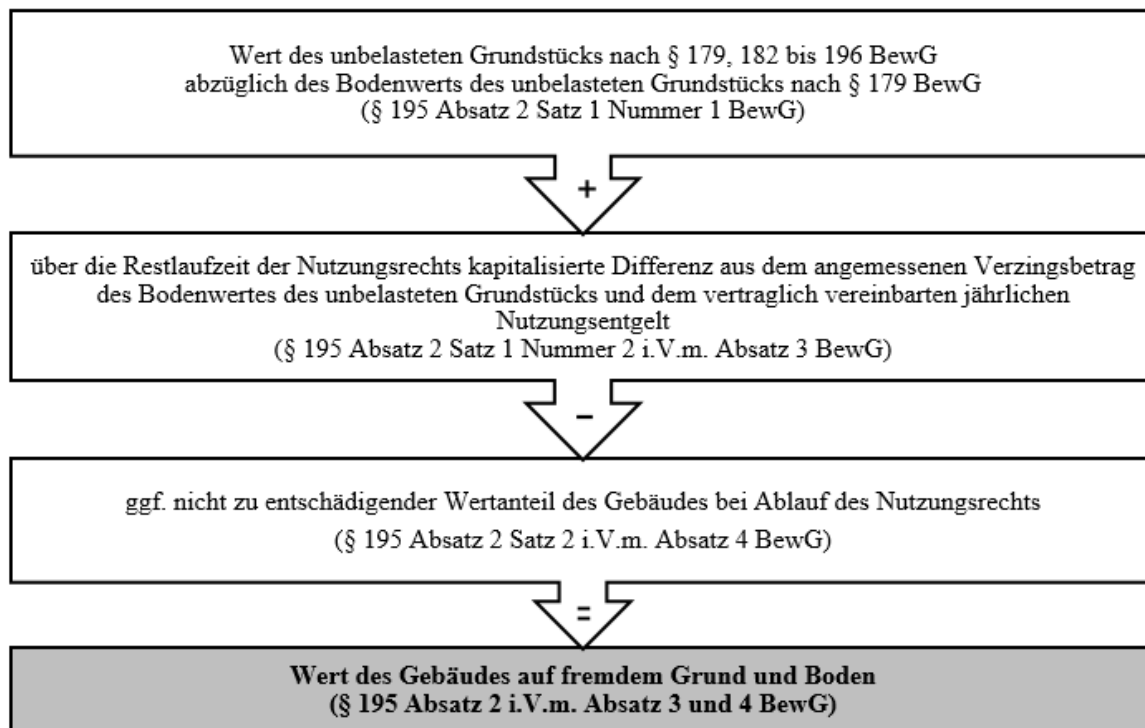 Wert des unbelasteten Grundstücks nach § 179, 182 bis 196 BewG
abzüglich des Bodenwerts des unbelasteten Grundstücks nach § 179 BewG
(§ 195 Absatz 2 Satz 1 Nummer 1 BewG)
+
über die Restlaufzeit der Nutzungsrechts kapitalisierte Differenz aus dem angemessenen Verzingsbetrag
des Bodenwertes des unbelasteten Grundstücks und dem vertraglich vereinbarten jährlichen
Nutzungsentgelt
(§ 195 Absatz 2 Satz 1 Nummer 2 i.V.m. Absatz 3 BewG)
–
ggf. nicht zu entschädigender Wertanteil des Gebäudes bei Ablauf des Nutzungsrechts
(§ 195 Absatz 2 Satz 2 i.V.m. Absatz 4 BewG)
=
Wert des Gebäudes auf fremdem Grund und Boden
(§ 195 Absatz 2 i.V.m. Absatz 3 und 4 BewG)